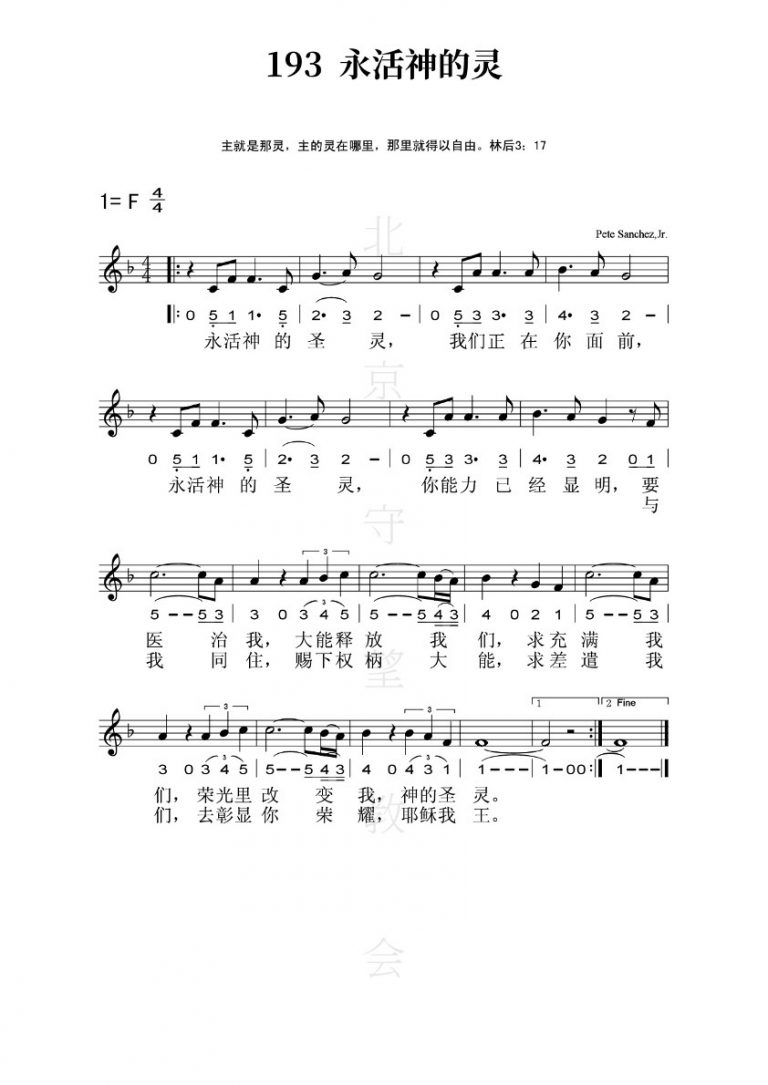 193 永活神的灵
主就是那灵，主的灵在哪里，那里就得以自由。林后3：17
1= F 4/4
Pete Sanchez,Jr.
‖: 0 5 1 1• 5 | 2• 3 2 – | 0 5 3 3• 3 | 4• 3 2 – |
永活神 的 圣 灵， 我们正 在 你 面 前，
0 5 1 1• 5 | 2• 3 2 – | 0 5 3 3• 3 | 4• 3 2 0 1 |
永活神 的 圣 灵， 你能力 已 经 显 明，要
与
3
3
5 – – 5 3 | 3 0 3 4 5 | 5 – – 5 4 3 | 4 0 2 1 | 5 – – 5 3 |
医 治 我，大能释 放 我 们，求 充 满 我
我 同 住，赐下权 柄 大 能，求 差 遣 我
3
3
1
2 Fine
3
3
3 0 3 4 5 | 5 – – 5 4 3 | 4 0 4 3 1 | 1 – – – | 1 – 0 0 :‖ 1 – – – ‖
们，荣光里 改 变 我，神的圣 灵。
们，去彰显 你 荣 耀，耶稣我 王。
北
京
守
望
教
会